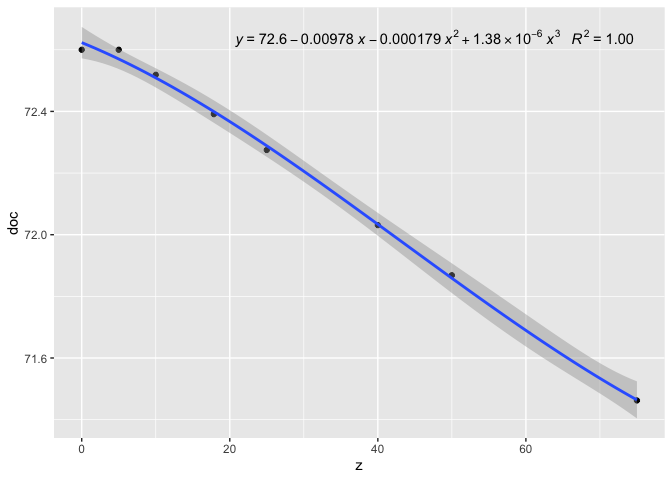 y = 72.6 − 0.00978 x − 0.000179 x² + 1.38 × 10⁻⁶ x³ R² = 1.00
72.4
72.0
71.6
doc
0 20 40 60
z